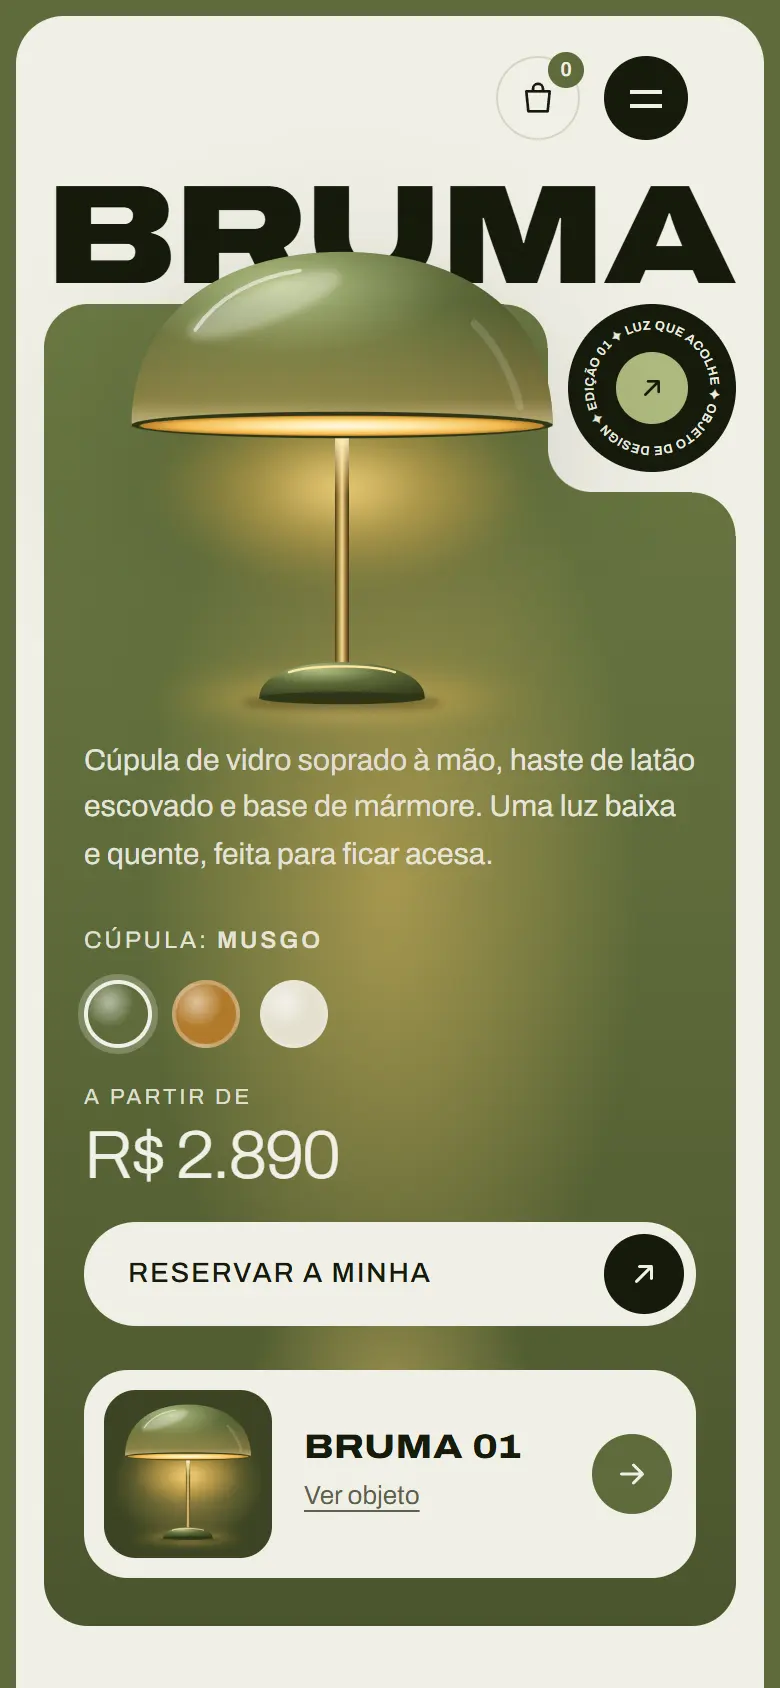 0
BRUMA
LUZ QUE ACOLHE ✦ OBJETO DE DESIGN ✦ EDIÇÃO 01 ✦
Cúpula de vidro soprado à mão, haste de latão
escovado e base de mármore. Uma luz baixa
e quente, feita para ficar acesa.
CÚPULA: MUSGO
A PARTIR DE
R$ 2.890
RESERVAR A MINHA
BRUMA 01
Ver objeto